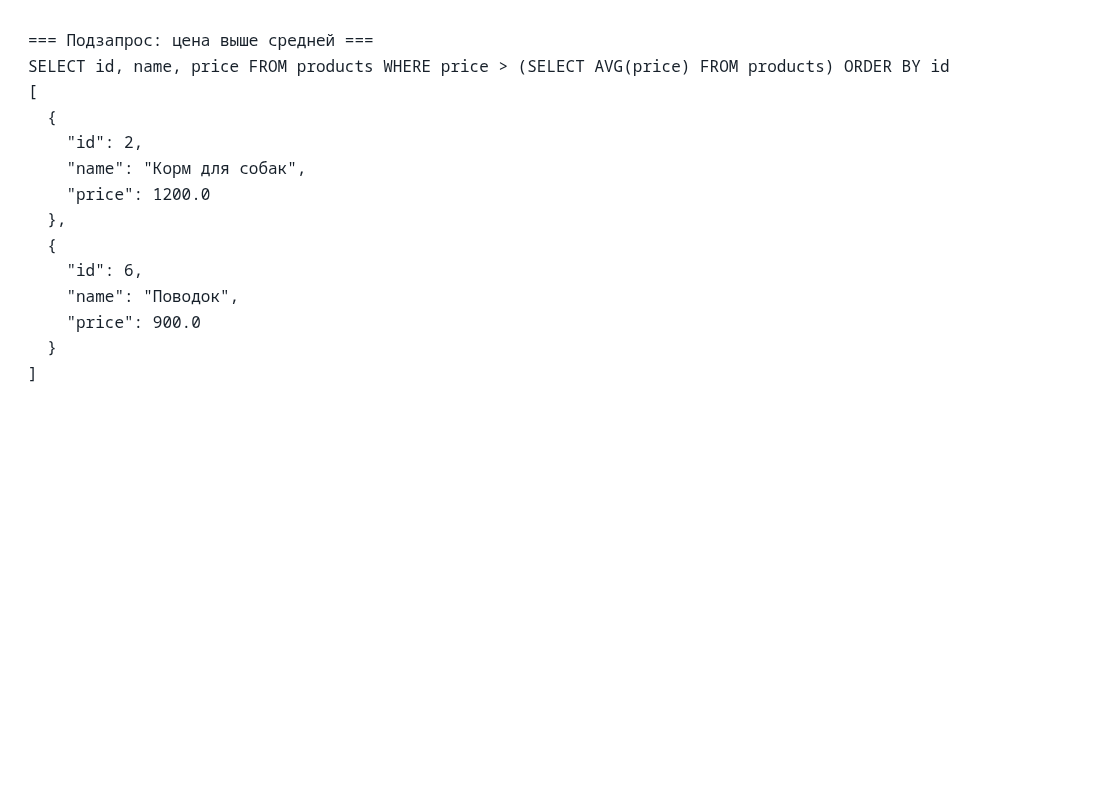 === Подзапрос: цена выше средней ===
SELECT id, name, price FROM products WHERE price > (SELECT AVG(price) FROM products) ORDER BY id
[
  {
    "id": 2,
    "name": "Корм для собак",
    "price": 1200.0
  },
  {
    "id": 6,
    "name": "Поводок",
    "price": 900.0
  }
]